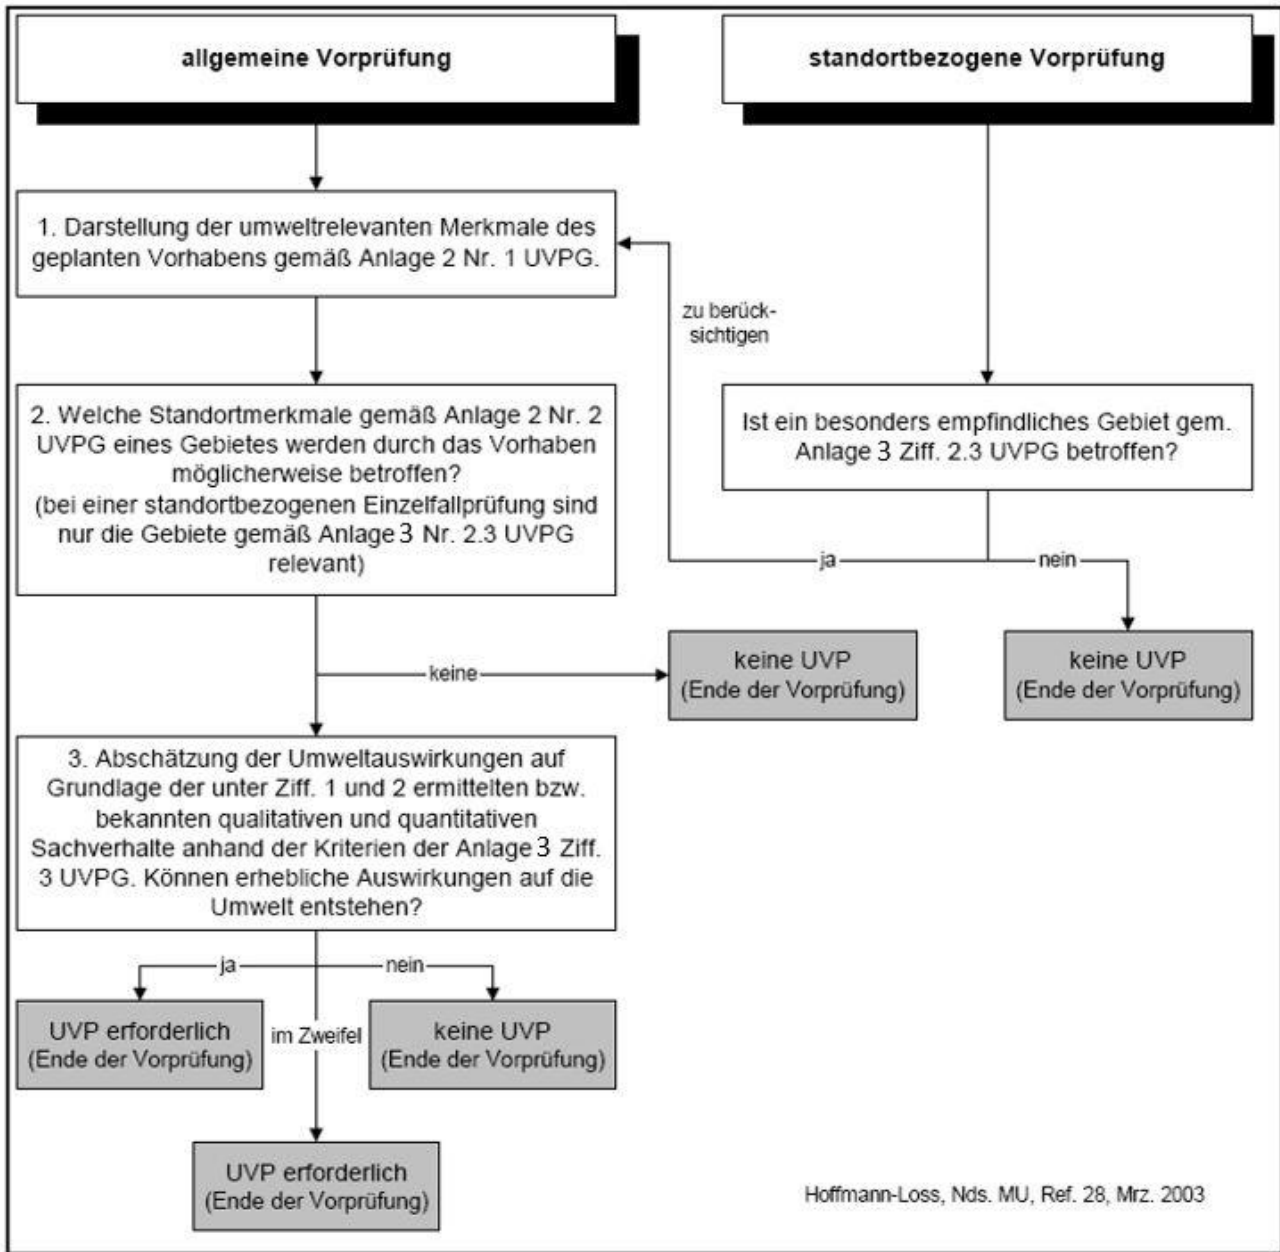 allgemeine Vorprüfung
standortbezogene Vorprüfung
1. Darstellung der umweltrelevanten Merkmale des
geplanten Vorhabens gemäß Anlage 2 Nr. 1 UVPG.
zu berück-
sichtigen
2. Welche Standortmerkmale gemäß Anlage 2 Nr. 2
UVPG eines Gebietes werden durch das Vorhaben
möglicherweise betroffen?
(bei einer standortbezogenen Einzelfallprüfung sind
nur die Gebiete gemäß Anlage 3 Nr. 2.3 UVPG
relevant)
Ist ein besonders empfindliches Gebiet gem.
Anlage 3 Ziff. 2.3 UVPG betroffen?
ja
nein
keine
keine UVP
(Ende der Vorprüfung)
keine UVP
(Ende der Vorprüfung)
3. Abschätzung der Umweltauswirkungen auf
Grundlage der unter Ziff. 1 und 2 ermittelten bzw.
bekannten qualitativen und quantitativen
Sachverhalte anhand der Kriterien der Anlage 3 Ziff.
3 UVPG. Können erhebliche Auswirkungen auf die
Umwelt entstehen?
ja
nein
UVP erforderlich
(Ende der Vorprüfung)
im Zweifel
keine UVP
(Ende der Vorprüfung)
UVP erforderlich
(Ende der Vorprüfung)
Hoffmann-Loss, Nds. MU, Ref. 28, Mrz. 2003